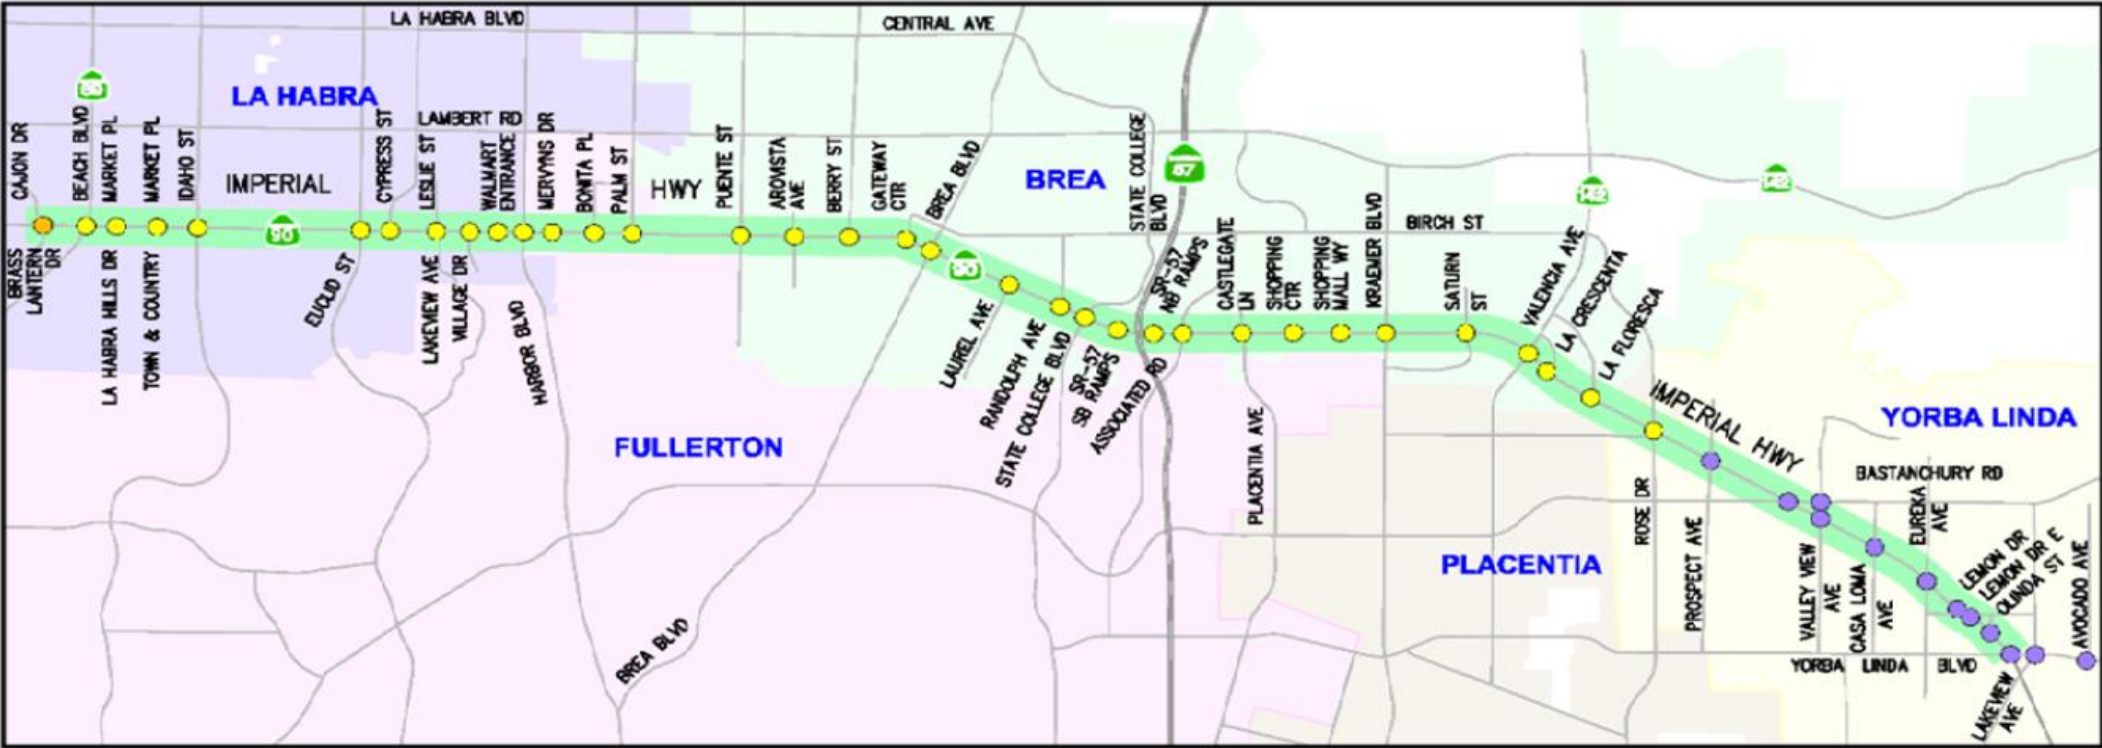 LA HABRA BLVD
CENTRAL AVE
LA HABRA
LAMBERT RD
CAJON DR
BEACH BLVD
MARKET PL
MARKET PL
IDAHO ST
IMPERIAL
CYPRESS ST
LESLIE ST
WALMART
ENTRANCE
MERVYNS DR
BONITA PL
PALM ST
HWY
PUENTE ST
AROVISTA
AVE
BERRY ST
GATEWAY
CTR
BREA BLVD
BREA
STATE COLLEGE
BLVD
57
142
142
90
90
BRASS
LANTERN
DR
LA HABRA HILLS DR
TOWN & COUNTRY
EUCLID ST
LAKEVIEW AVE
VILLAGE DR
HARBOR BLVD
LAUREL AVE
RANDOLPH AVE
STATE COLLEGE BLVD
SR-57
SB RAMPS
ASSOCIATED RD
SR-57
NB RAMPS
CASTLEGATE
LN
SHOPPING
CTR
SHOPPING
MALL WY
KRAEMER BLVD
BIRCH ST
SATURN
ST
VALENCIA AVE
LA CRESCENTA
LA FLORESCA
IMPERIAL HWY
YORBA LINDA
FULLERTON
PLACENTIA AVE
PLACENTIA
ROSE DR
PROSPECT AVE
BASTANCHURY RD
VALLEY VIEW
AVE
CASA LOMA
AVE
EUREKA
AVE
LEMON DR
LEMON DR E
OLINDA ST
AVOCADO AVE
BREA BLVD
YORBA LINDA BLVD
LAKEVIEW
AVE